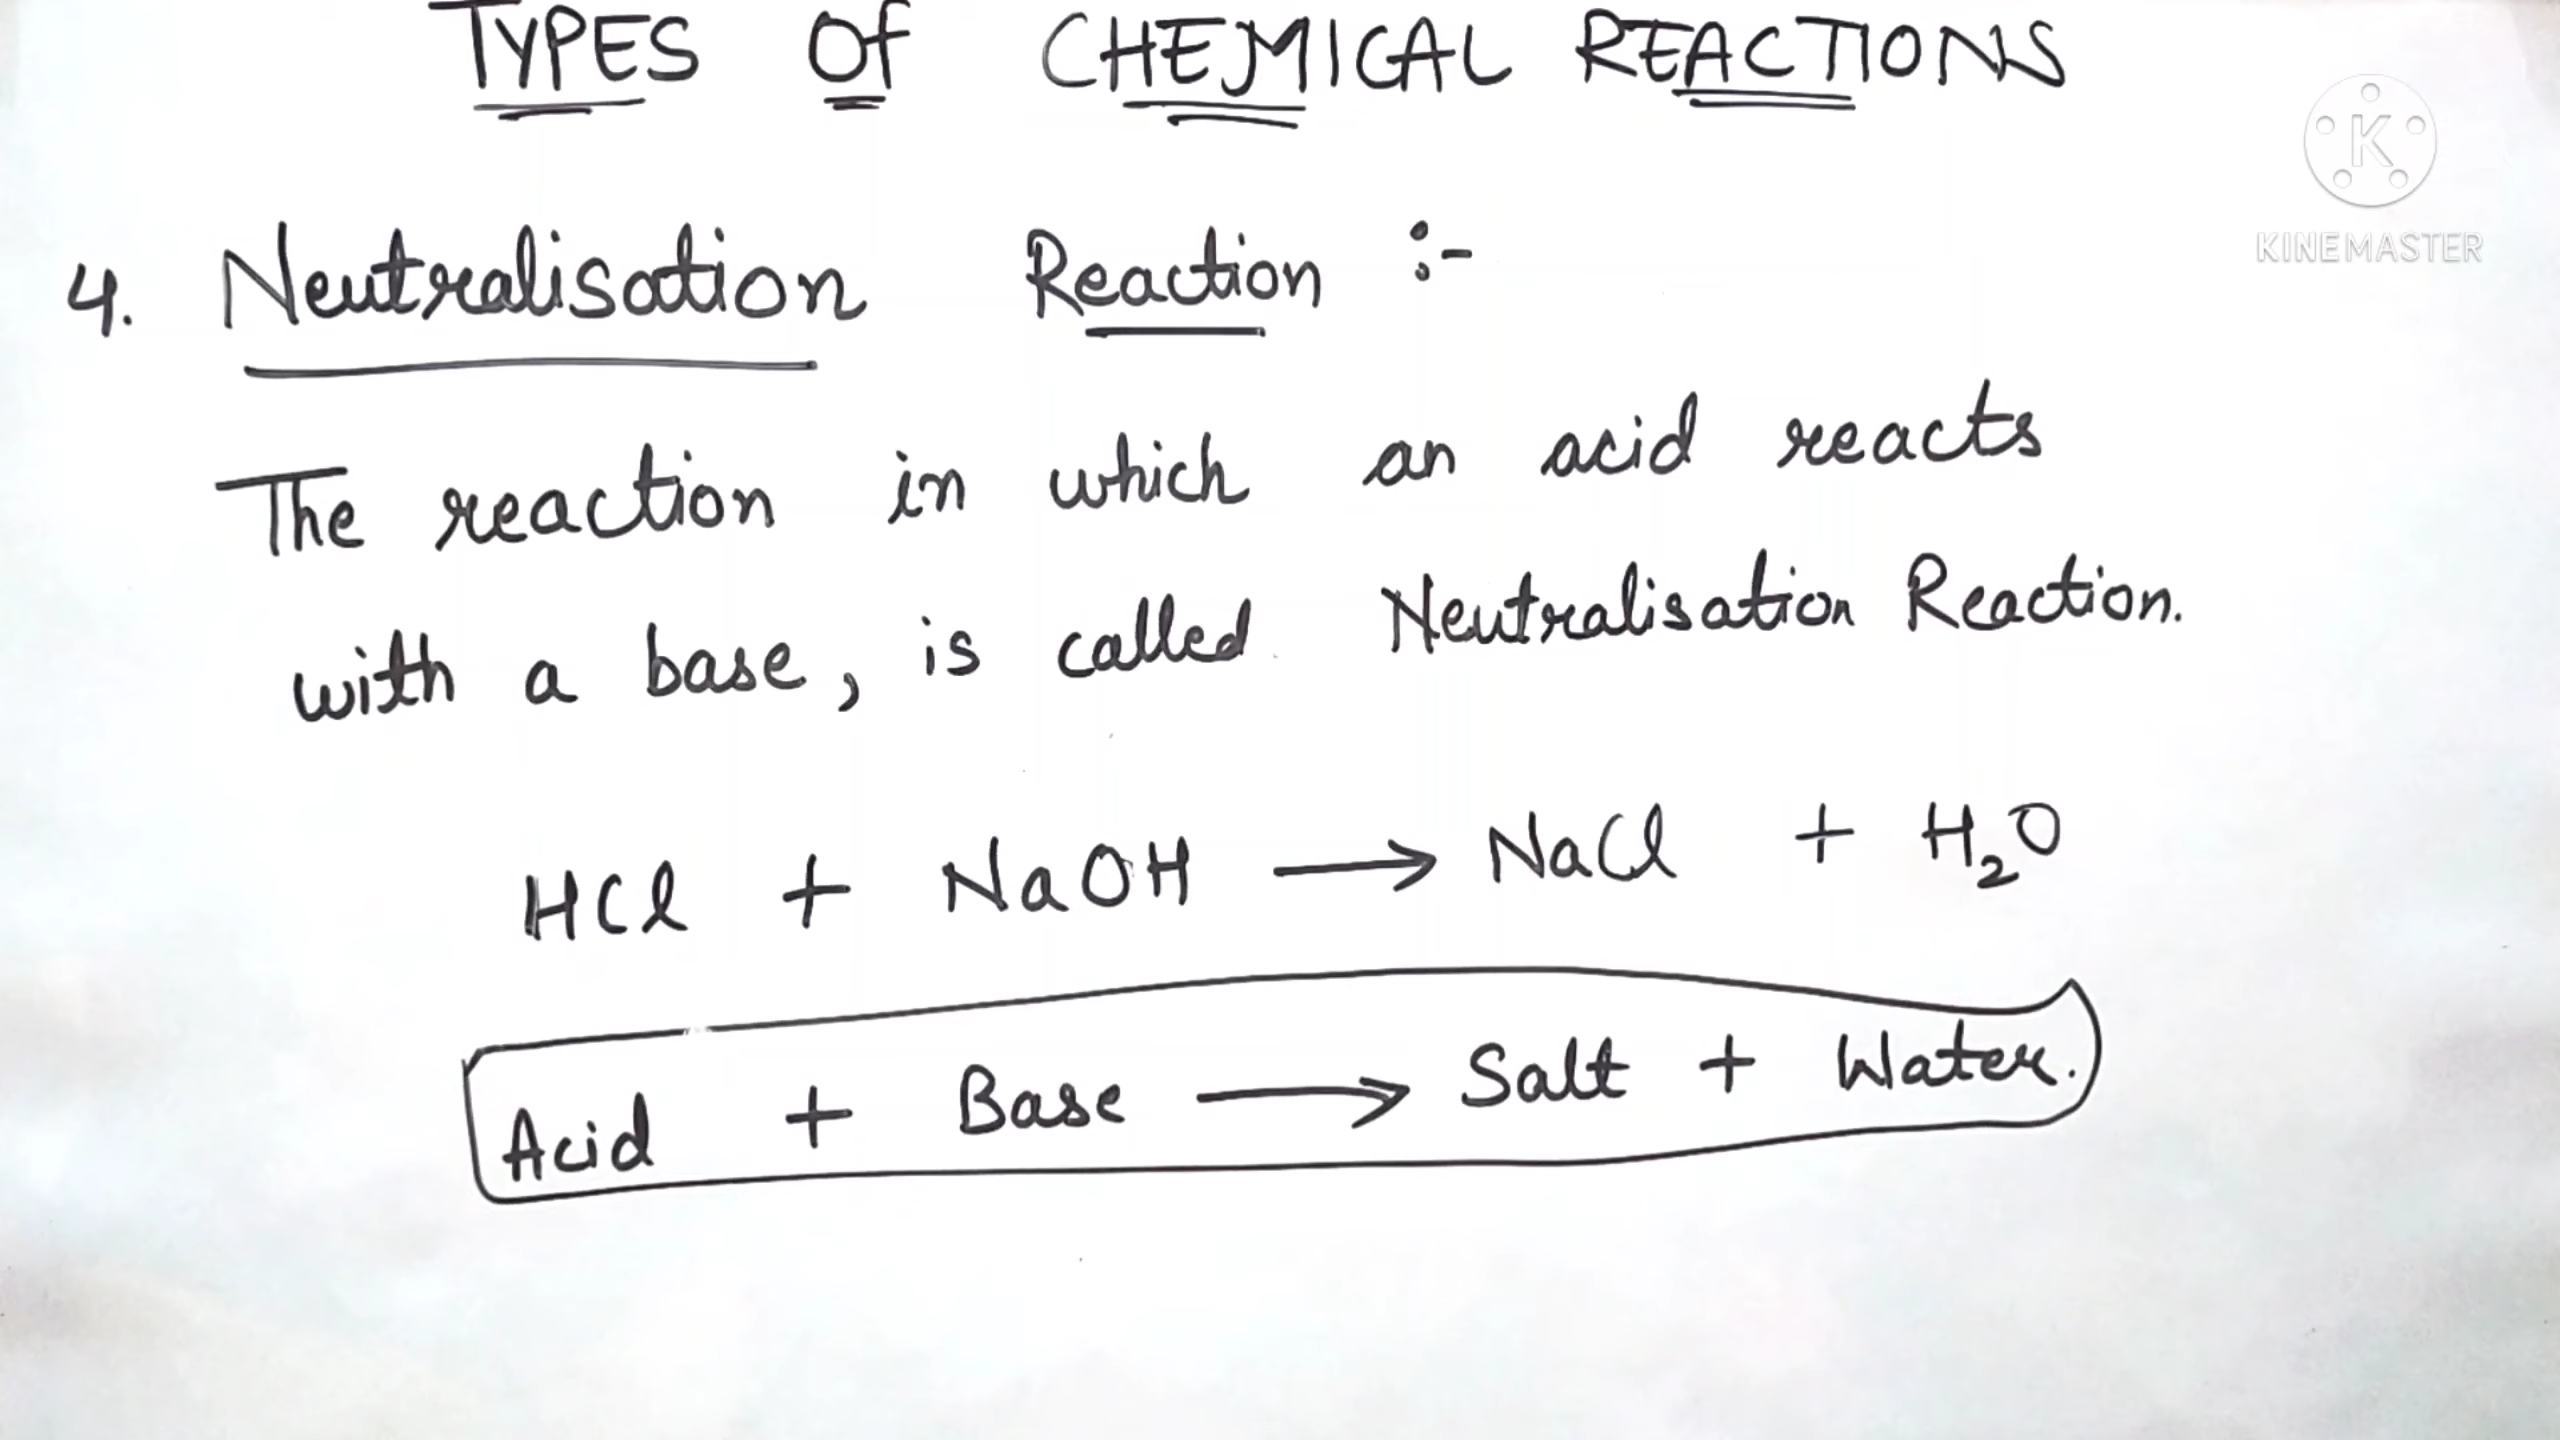 TYPES Of CHEMICAL REACTIONS
K
KINEMASTER
4. Neutralisation Reaction :-
The reaction in which an acid reacts
with a base, is called Neutralisation Reaction.
HCl + NaOH → NaCl + H₂O
Acid + Base → Salt + Water.